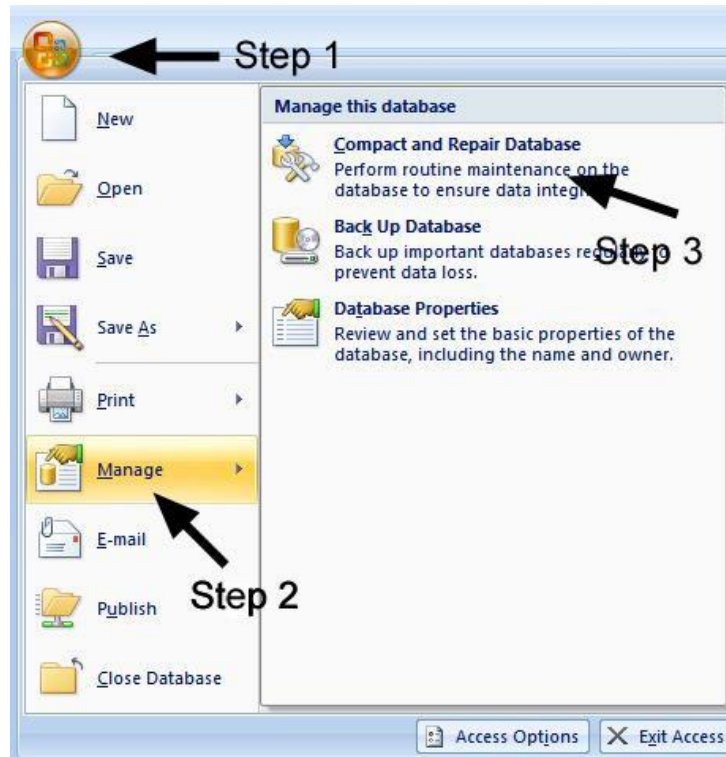 Step 1
New
Open
Save
Save As
Print
Manage
E-mail
Publish
Close Database
Manage this database
Compact and Repair Database
Perform routine maintenance on the
database to ensure data integ
Back Up Database
Back up important databases to
prevent data loss.
Database Properties
Review and set the basic properties of the
database, including the name and owner.
Step 3
Step 2
Access Options
Exit Access